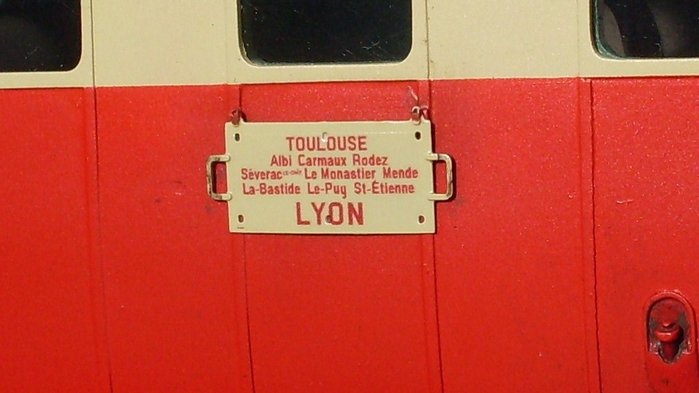 TOULOUSE
Albi Carmaux Rodez
Séverac Le Monastier Mende
La-Bastide Le-Puy St-Étienne
LYON